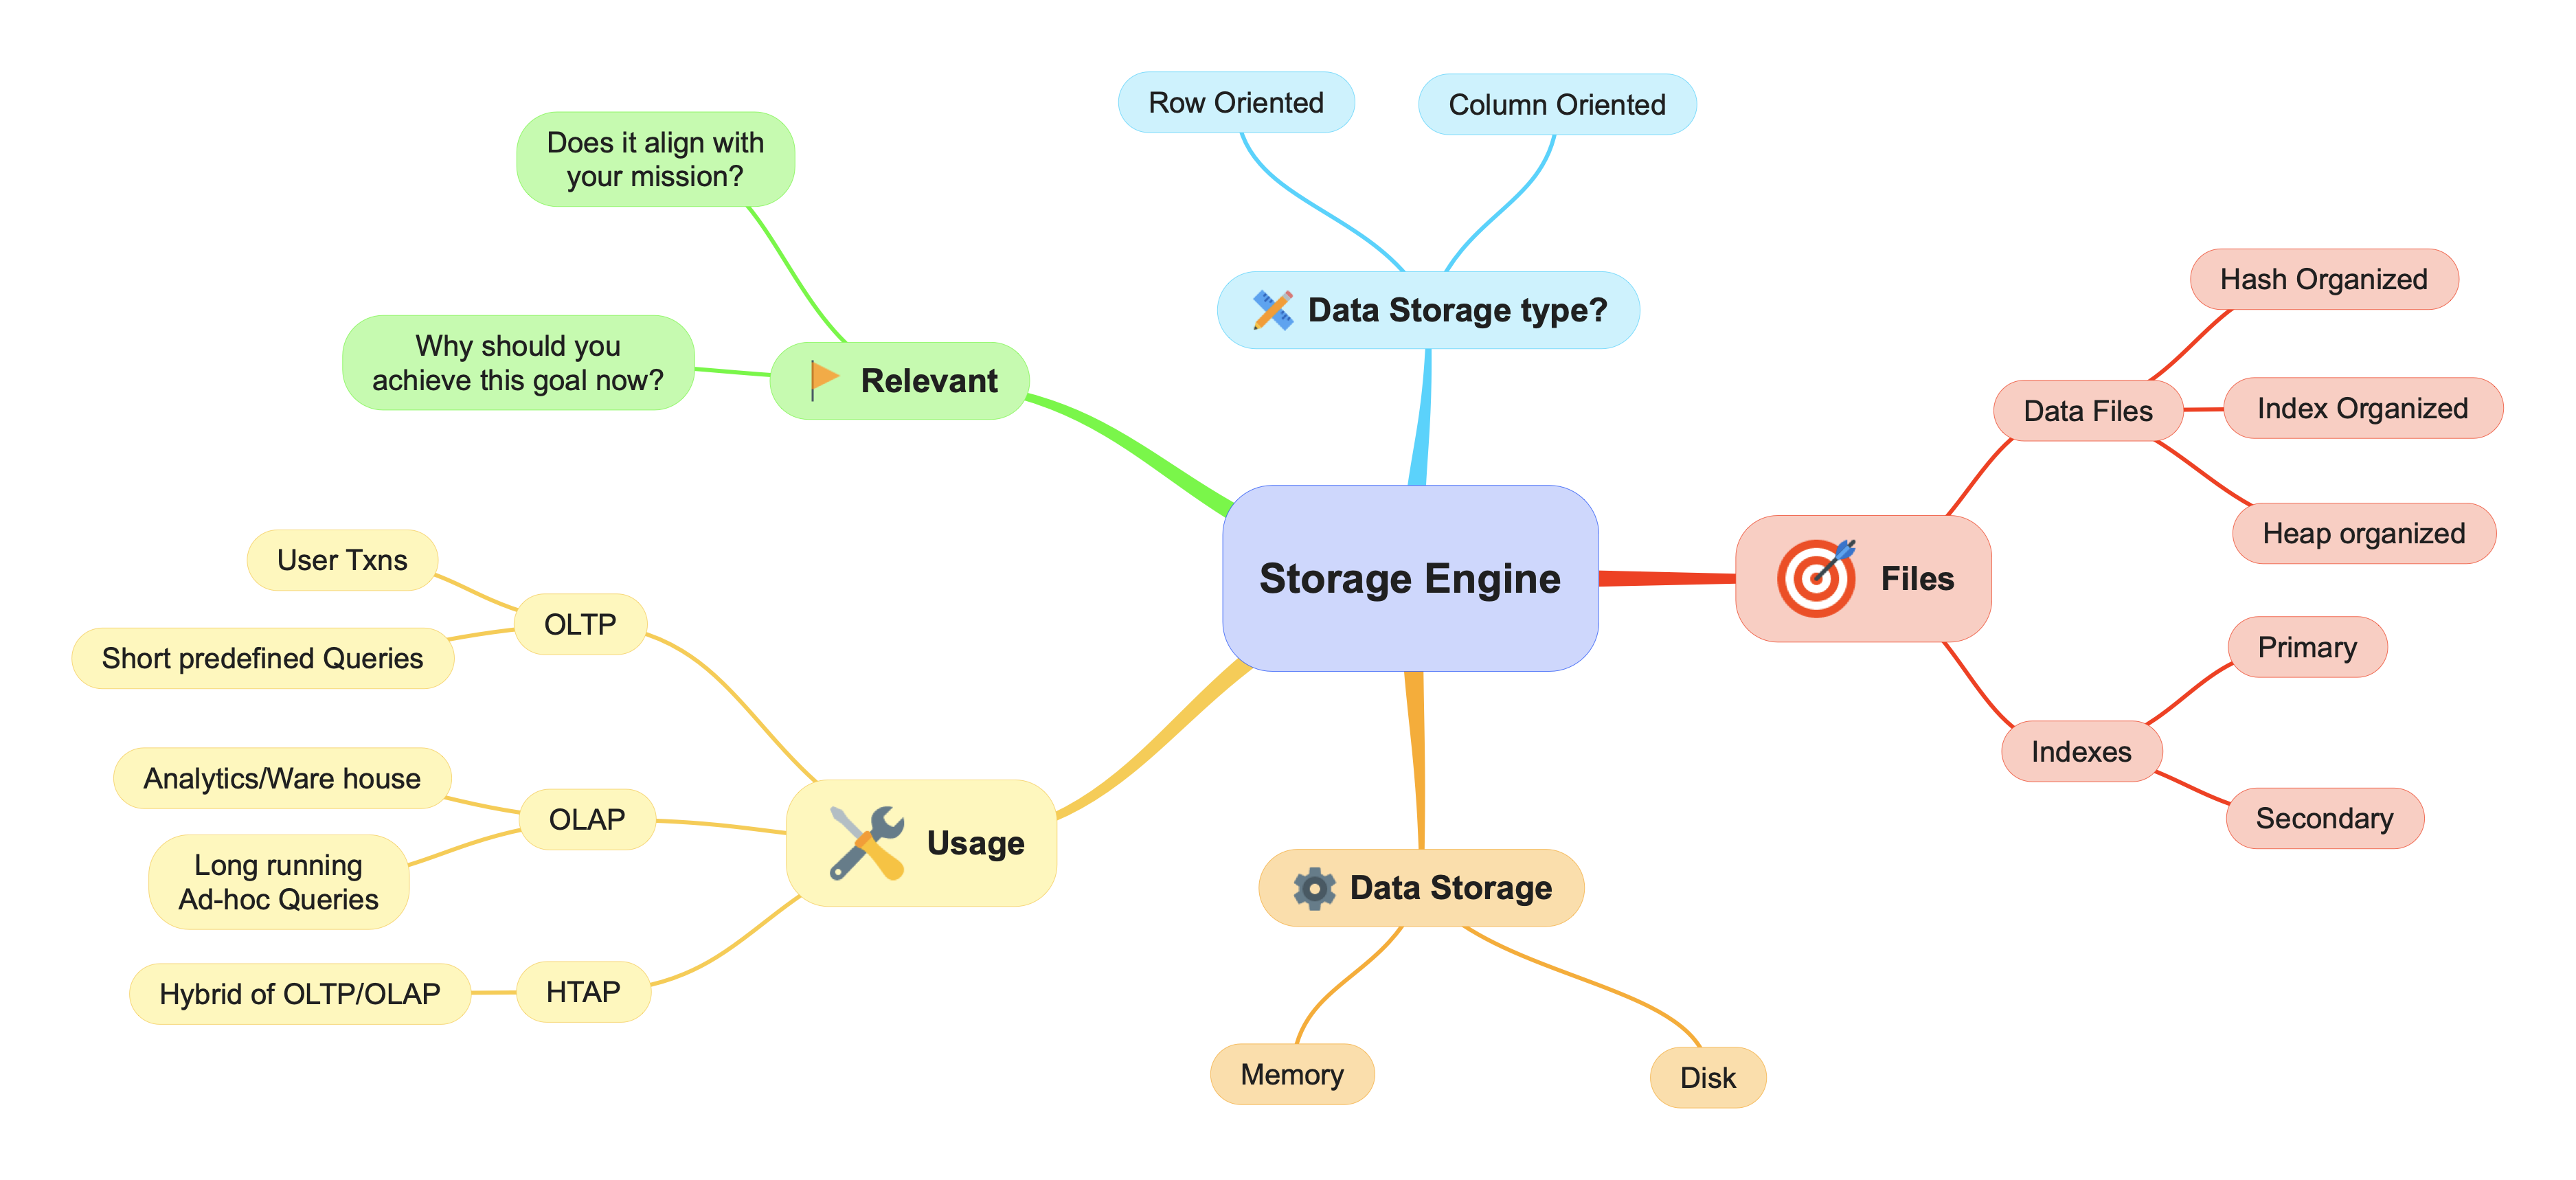 Row Oriented
Column Oriented
Data Storage type?
Does it align with
your mission?
Why should you
achieve this goal now?
Relevant
Storage Engine
Files
Data Files
Hash Organized
Index Organized
Heap organized
Indexes
Primary
Secondary
Usage
OLTP
User Txns
Short predefined Queries
OLAP
Analytics/Ware house
Long running
Ad-hoc Queries
HTAP
Hybrid of OLTP/OLAP
Data Storage
Memory
Disk